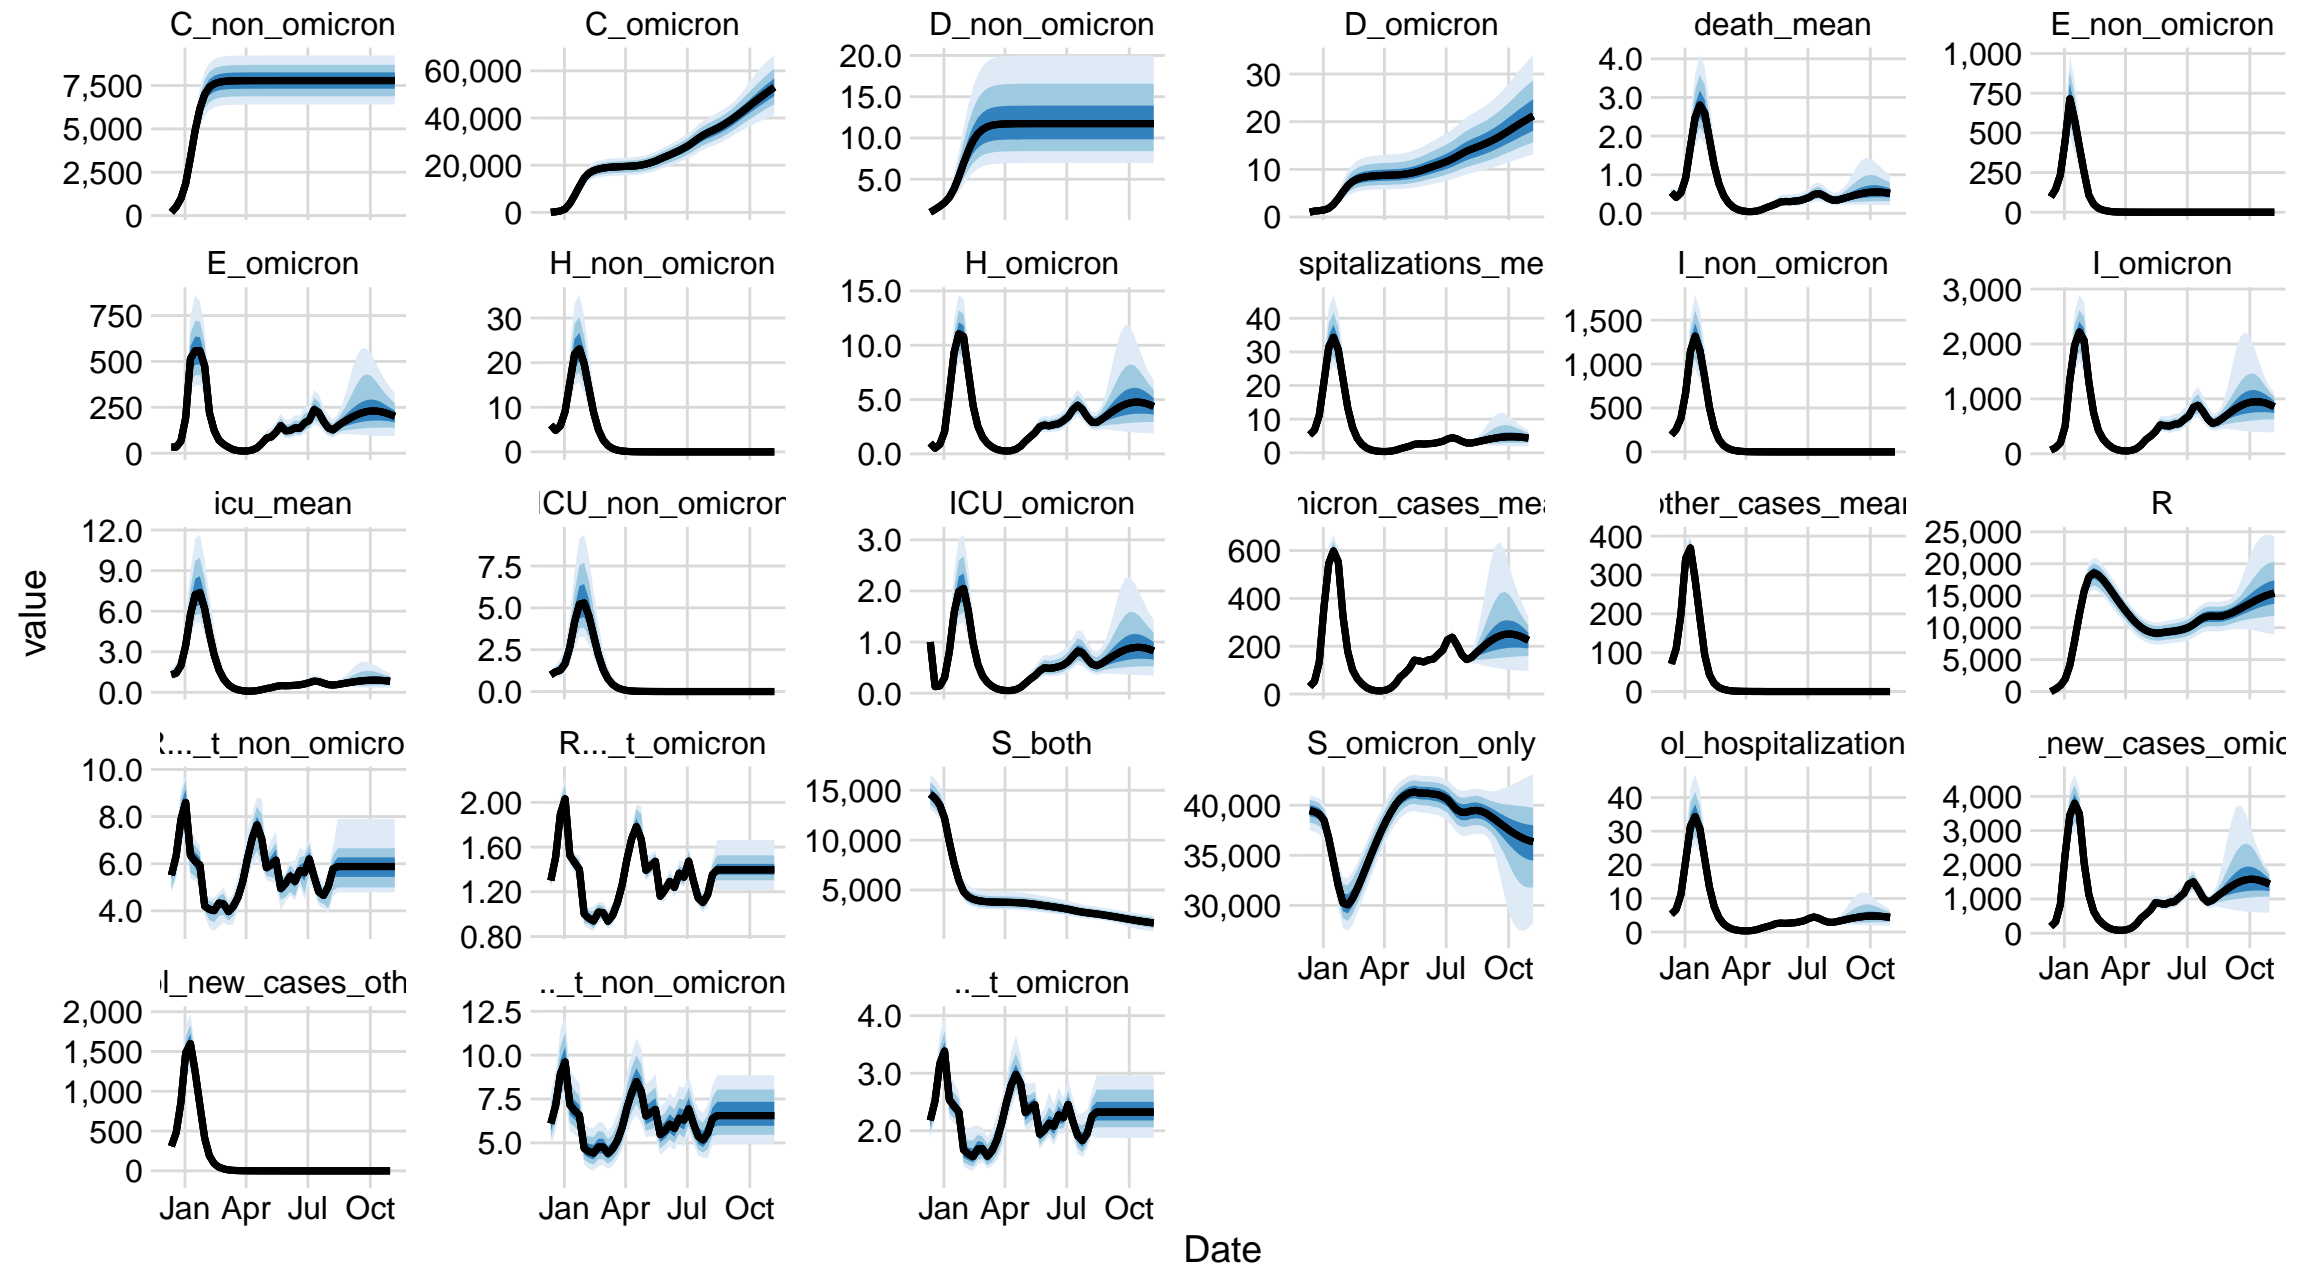 C_non_omicron C_omicron D_non_omicron D_omicron death_mean E_non_omicron
7,500 5,000 2,500 0
60,000 40,000 20,000 0
20.0 15.0 10.0 5.0
30 20 10 0
4.0 3.0 2.0 1.0 0.0
1,000 750 500 250 0
E_omicron H_non_omicron H_omicron spitalizations_me I_non_omicron I_omicron
750 500 250 0
30 20 10 0
15.0 10.0 5.0 0.0
40 30 20 10 0
1,500 1,000 500 0
3,000 2,000 1,000 0
icu_mean ICU_non_omicron ICU_omicron micron_cases_mea other_cases_mean R
12.0 9.0 6.0 3.0 0.0
7.5 5.0 2.5 0.0
3.0 2.0 1.0 0.0
600 400 200 0
400 300 200 100 0
25,000 20,000 15,000 10,000 5,000 0
value
R..._t_non_omicro R..._t_omicron S_both S_omicron_only ol_hospitalization _new_cases_omic
10.0 8.0 6.0 4.0
2.00 1.60 1.20 0.80
15,000 10,000 5,000
40,000 35,000 30,000
40 30 20 10 0
4,000 3,000 2,000 1,000 0
Jan Apr Jul Oct Jan Apr Jul Oct Jan Apr Jul Oct
l_new_cases_oth .._t_non_omicron .._t_omicron
2,000 1,500 1,000 500 0
12.5 10.0 7.5 5.0
4.0 3.0 2.0
Jan Apr Jul Oct Jan Apr Jul Oct Jan Apr Jul Oct
Date